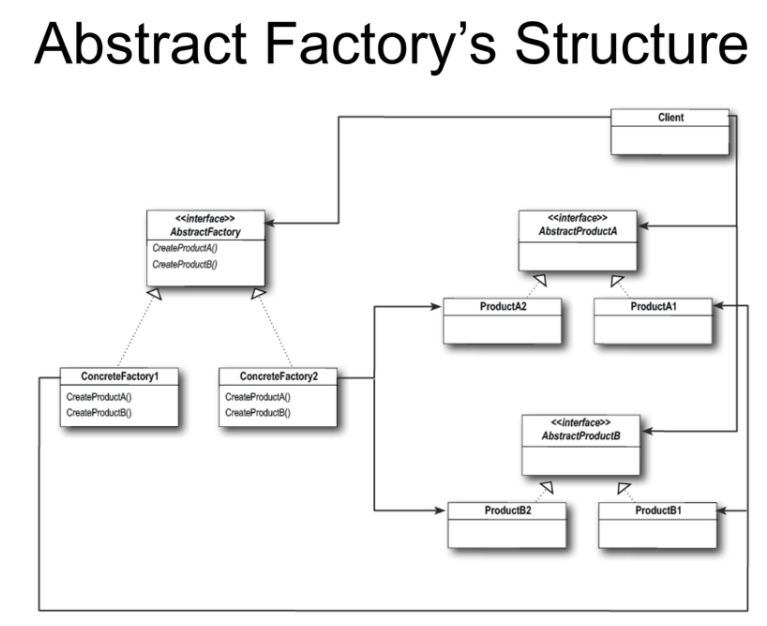 Abstract Factory’s Structure
Client
<<interface>>
AbstractFactory
CreateProductA()
CreateProductB()
<<interface>>
AbstractProductA
ProductA2
ProductA1
ConcreteFactory1
CreateProductA()
CreateProductB()
ConcreteFactory2
CreateProductA()
CreateProductB()
<<interface>>
AbstractProductB
ProductB2
ProductB1